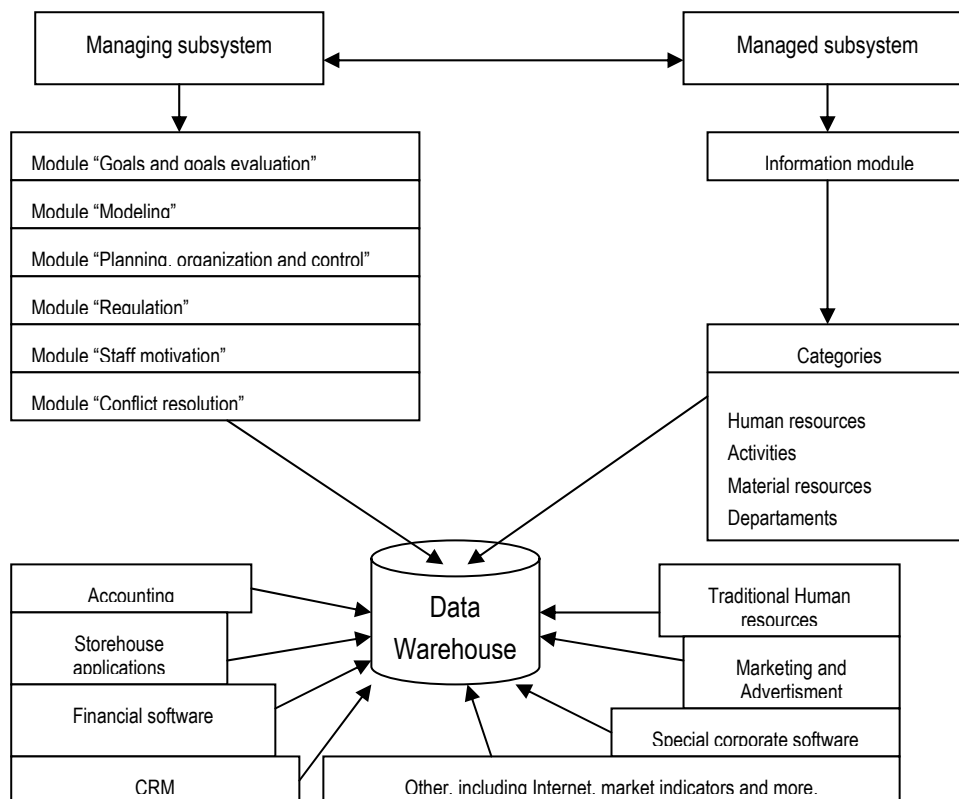 Managing subsystem
Managed subsystem
Module “Goals and goals evaluation”
Module “Modeling”
Module “Planning, organization and control”
Module “Regulation”
Module “Staff motivation”
Module “Conflict resolution”
Information module
Categories
Human resources
Activities
Material resources
Departaments
Data
Warehouse
Accounting
Storehouse
applications
Financial software
CRM
Traditional Human
resources
Marketing and
Advertisment
Special corporate software
Other, including Internet, market indicators and more.